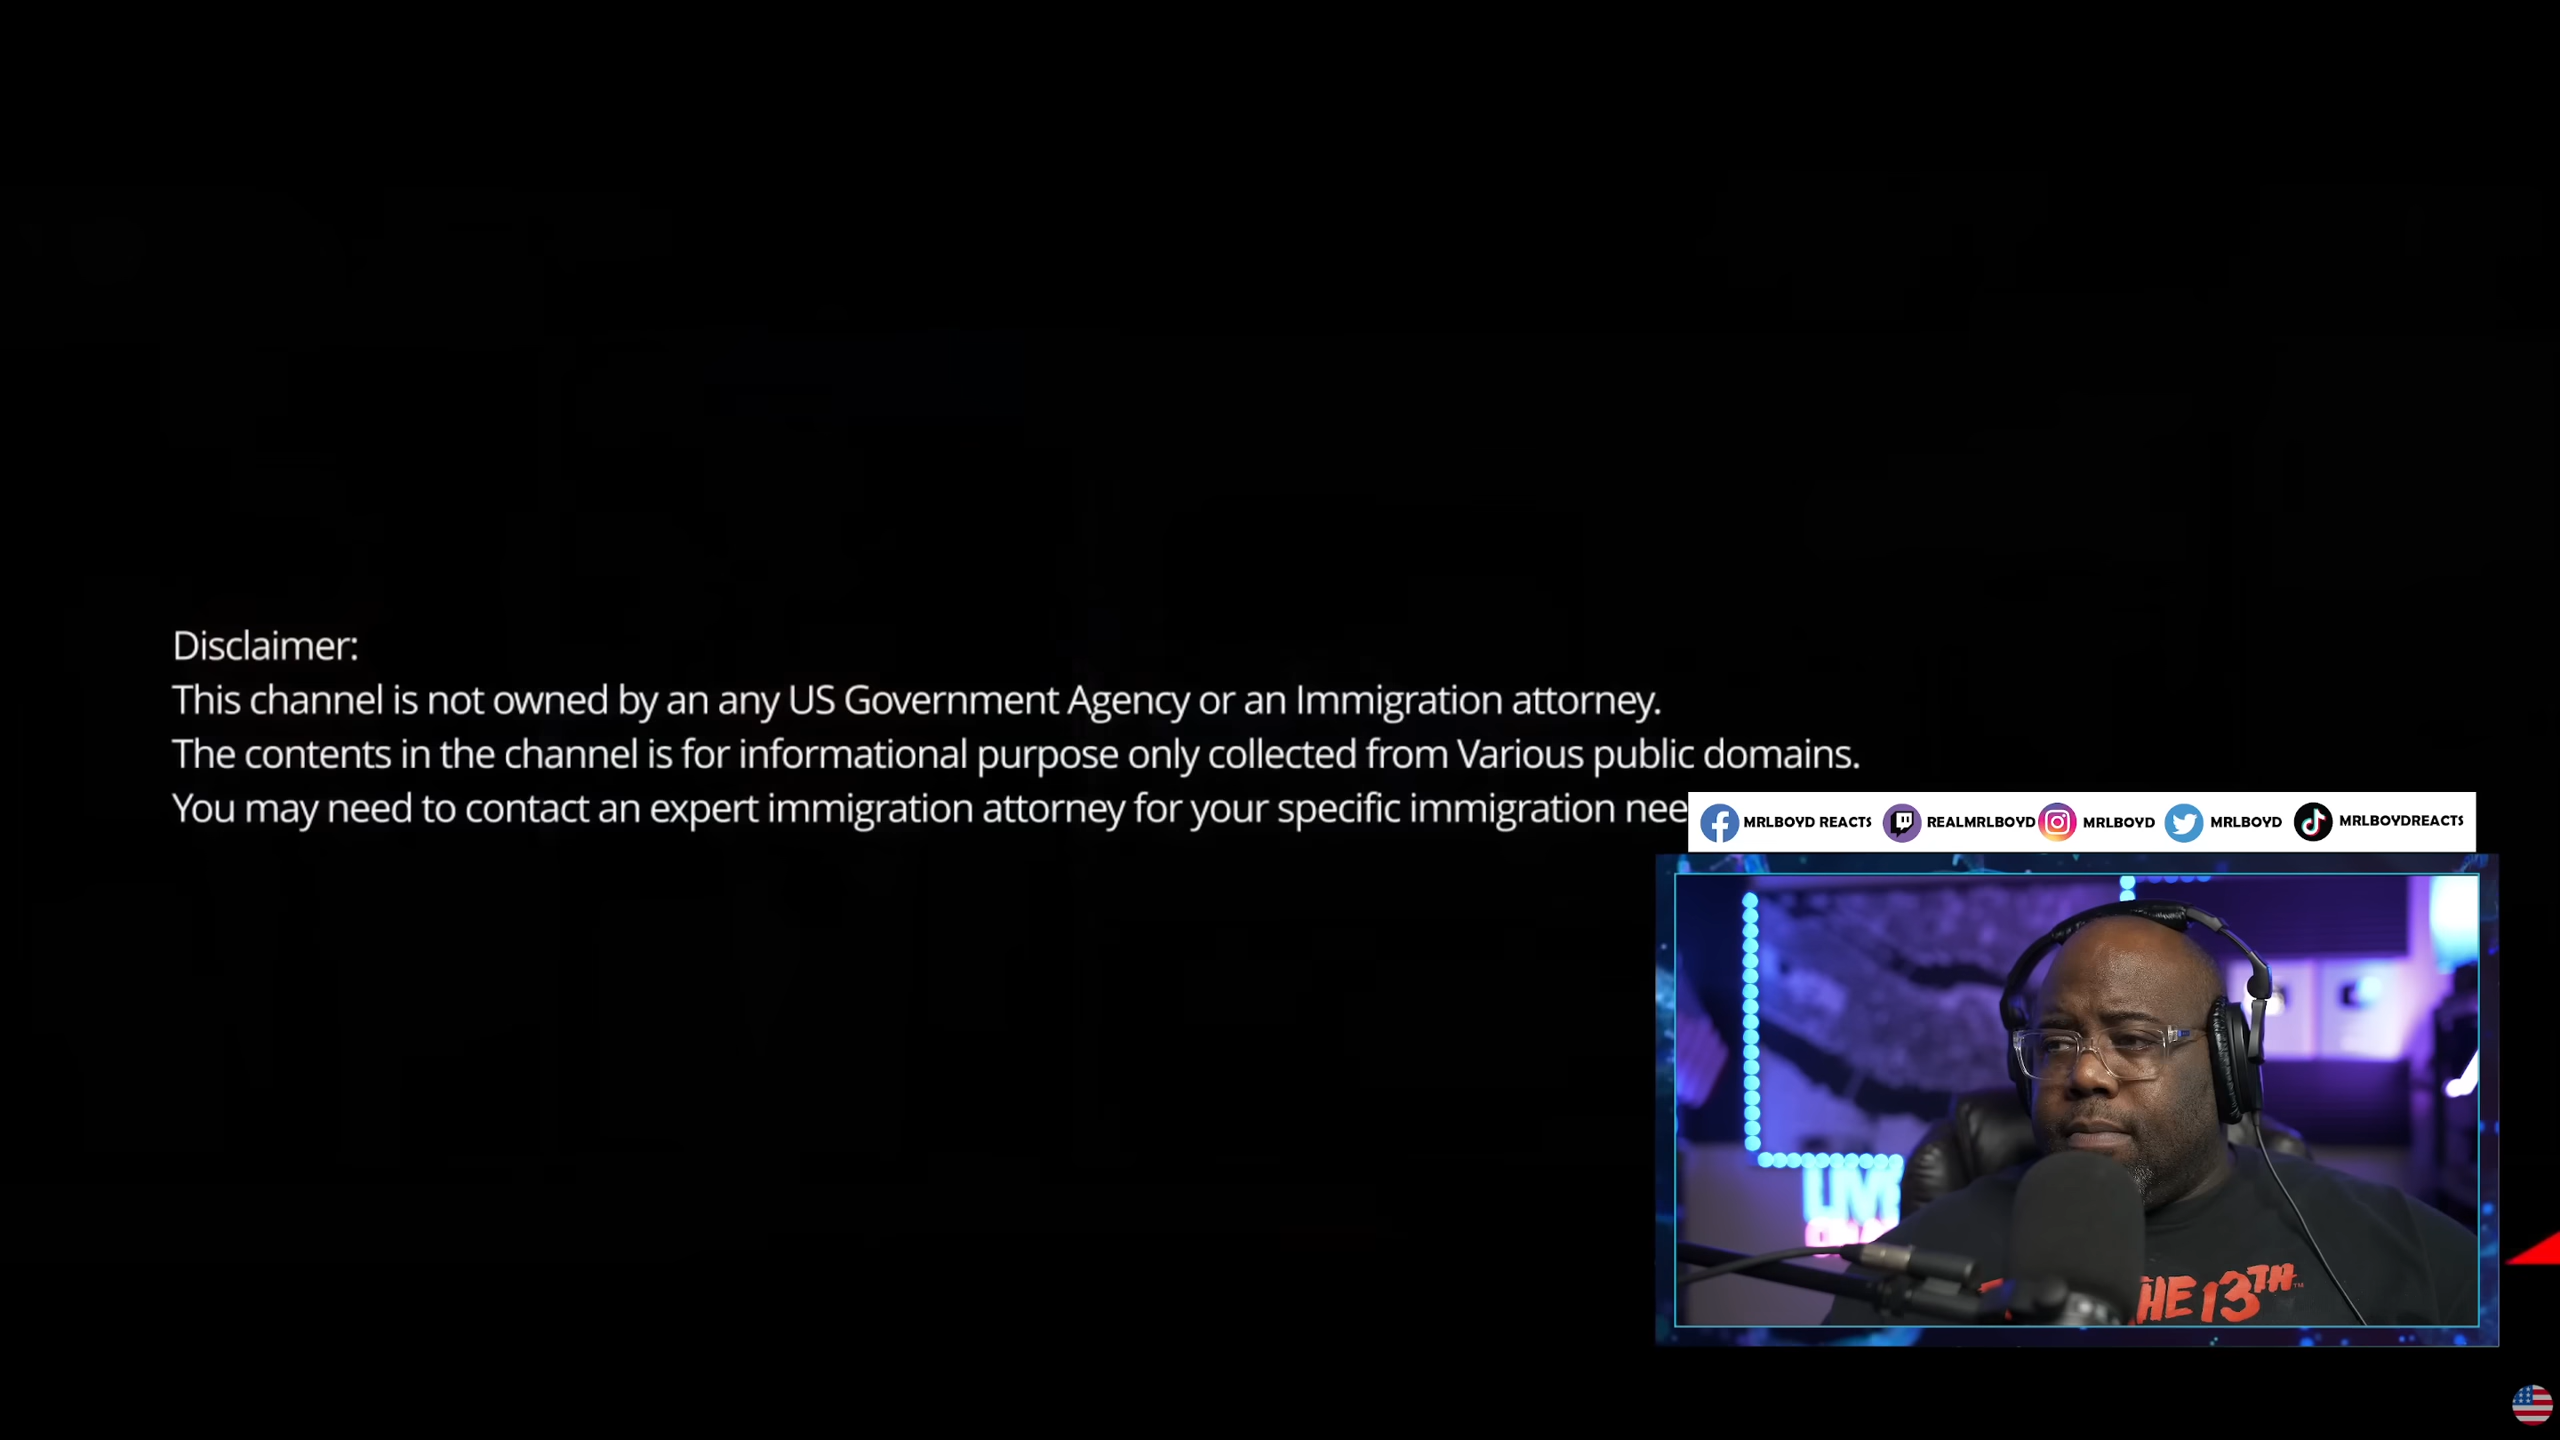 Disclaimer:
This channel is not owned by an any US Government Agency or an Immigration attorney.
The contents in the channel is for informational purpose only collected from Various public domains.
You may need to contact an expert immigration attorney for your specific immigration nee
MRLBOYD REACTS REALMRLBOYD MRLBOYD MRLBOYD MRLBOYDREACTS
LIVE
HE 13TH